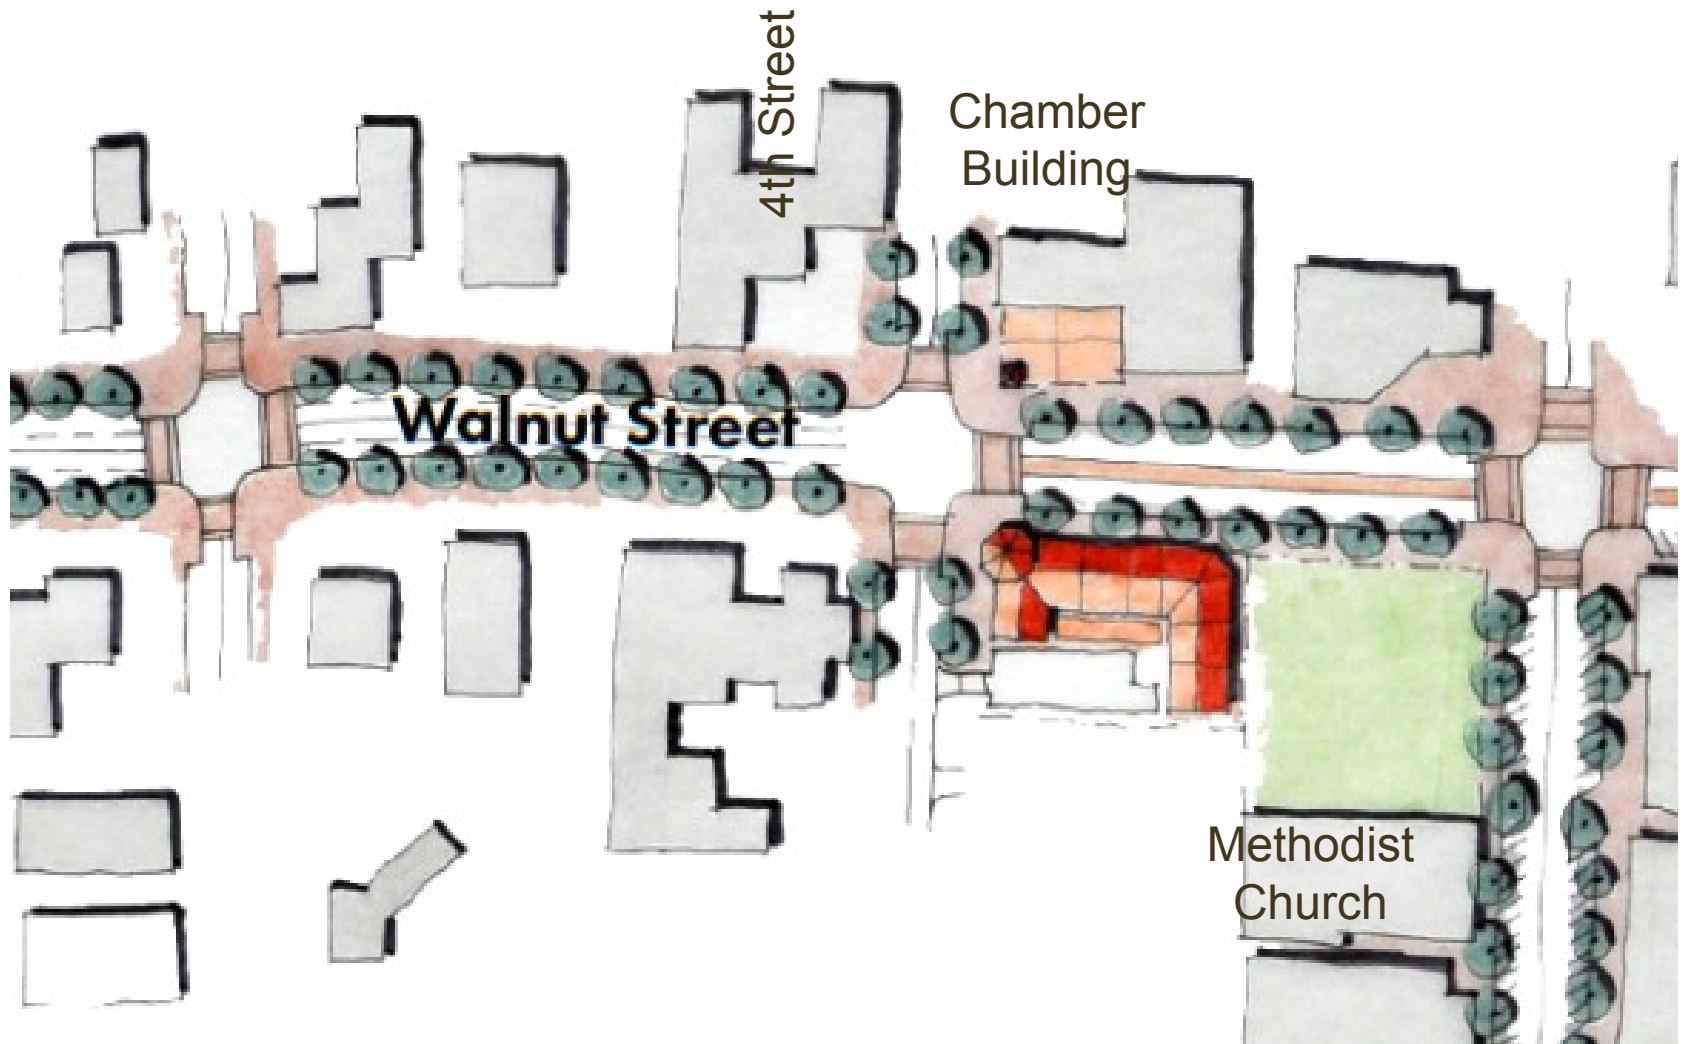 4th Street
Chamber
Building
Walnut Street
Methodist
Church